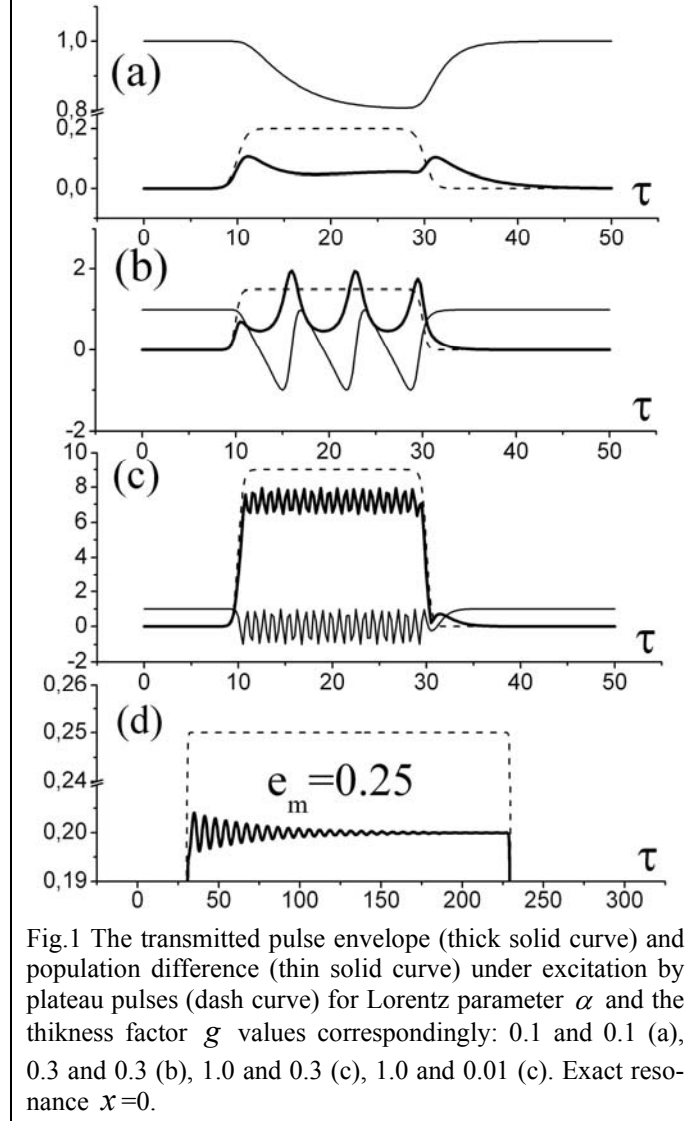 1,0
(a)
0,8
0,2
0,0
τ
0 10 20 30 40 50
(b)
2
0
-2
τ
0 10 20 30 40 50
(c)
10
8
6
4
2
0
-2
τ
0 10 20 30 40 50
0,26
(d)
0,25
0,24
e_m=0.25
0,20
τ
0,19
0 50 100 150 200 250 300
Fig.1 The transmitted pulse envelope (thick solid curve) and
population difference (thin solid curve) under excitation by
plateau pulses (dash curve) for Lorentz parameter α and the
thikness factor g values correspondingly: 0.1 and 0.1 (a),
0.3 and 0.3 (b), 1.0 and 0.3 (c), 1.0 and 0.01 (c). Exact reso-
nance x=0.